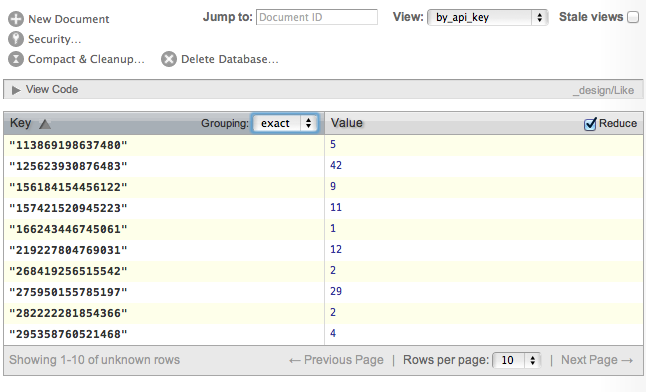 New Document Jump to: Document ID View: by_api_key Stale views
Security...
Compact & Cleanup... Delete Database...
View Code _design/Like
Key Grouping: exact Value Reduce
"113869198637480" 5
"125623930876483" 42
"156184154456122" 9
"157421520945223" 11
"166243446745061" 1
"219227804769031" 12
"268419256515542" 2
"275950155785197" 29
"282222281854366" 2
"295358760521468" 4
Showing 1-10 of unknown rows ← Previous Page | Rows per page: 10 | Next Page →